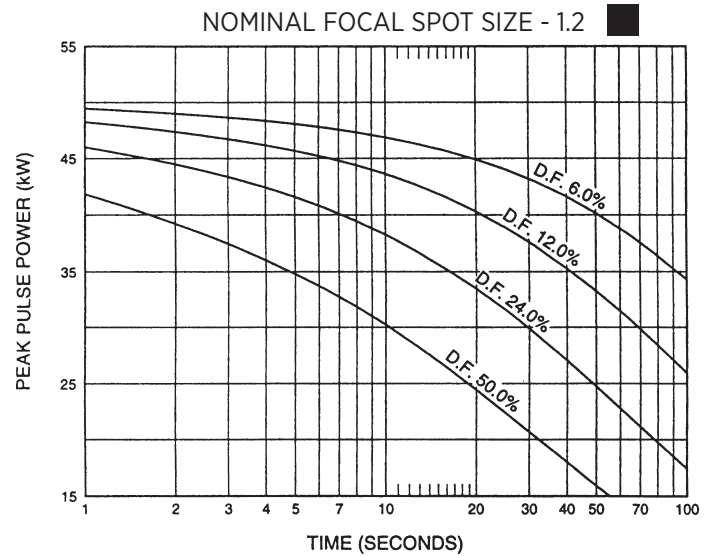 NOMINAL FOCAL SPOT SIZE - 1.2
55
45
35
25
15
PEAK PULSE POWER (kW)
D.F. 6.0%
D.F. 12.0%
D.F. 24.0%
D.F. 50.0%
1 2 3 4 5 7 10 20 30 40 50 70 100
TIME (SECONDS)